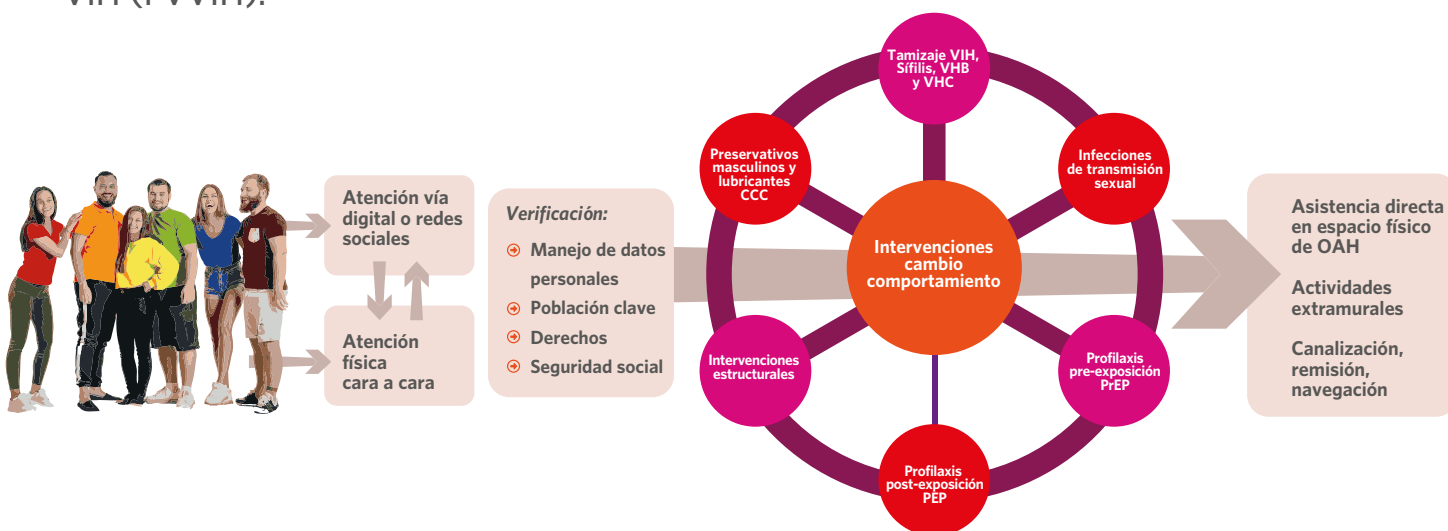 VIH (PVVIH).
Atención vía
digital o redes
sociales
Atención
física
cara a cara
Verificación:
Manejo de datos
personales
Población clave
Derechos
Seguridad social
Tamizaje VIH,
Sífilis, VHB
y VHC
Preservativos
masculinos y
lubricantes
CCC
Infecciones
de transmisión
sexual
Intervenciones
cambio
comportamiento
Intervenciones
estructurales
Profilaxis
pre-exposición
PrEP
Profilaxis
post-exposición
PEP
Asistencia directa
en espacio físico
de OAH
Actividades
extramurales
Canalización,
remisión,
navegación